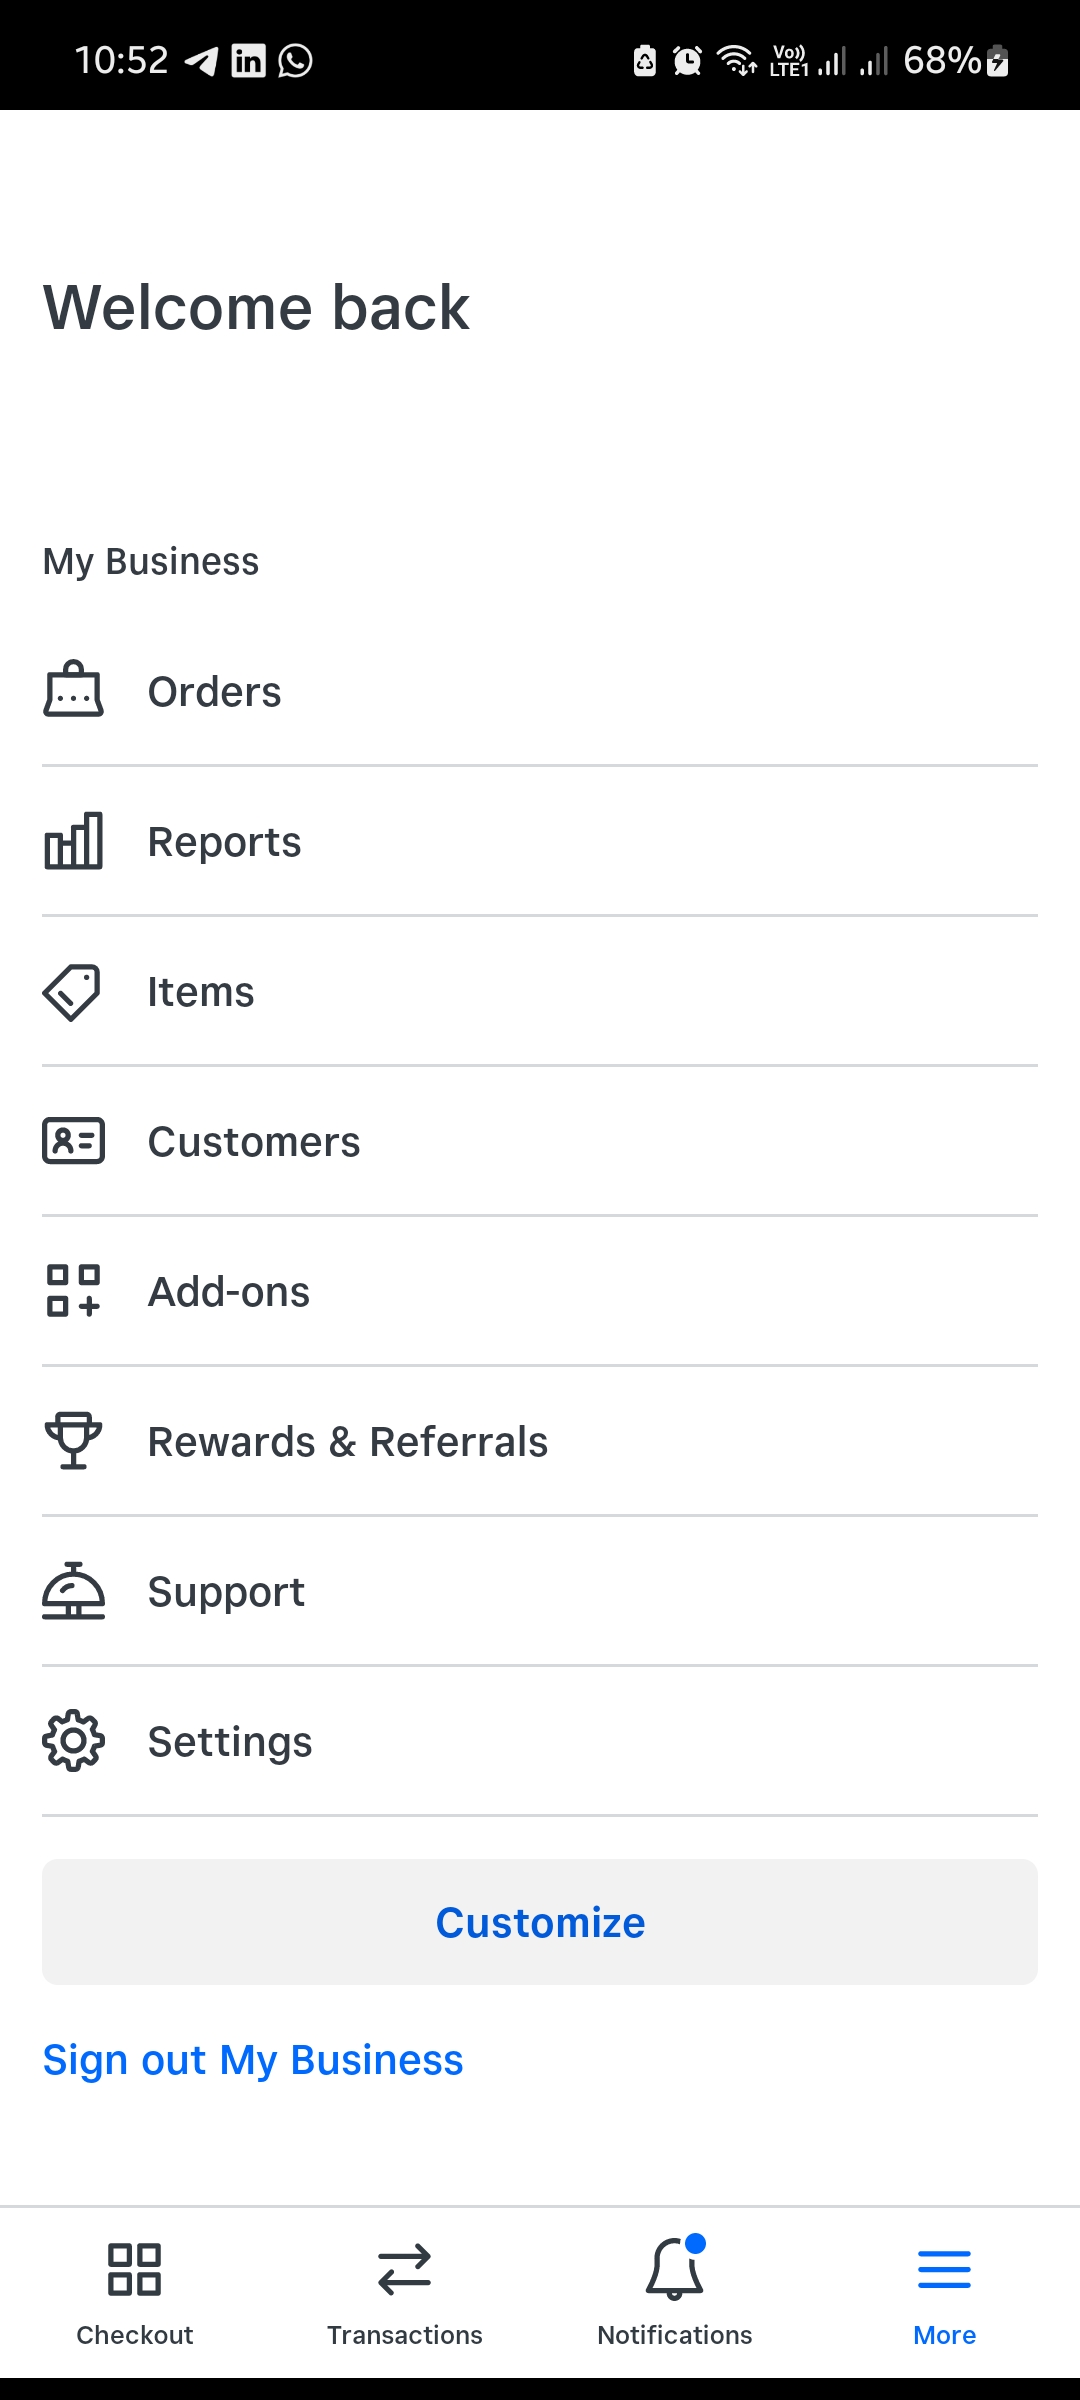 10:52
Vo)) LTE1
68%
Welcome back
My Business
Orders
Reports
Items
Customers
Add-ons
Rewards & Referrals
Support
Settings
Customize
Sign out My Business
Checkout Transactions Notifications More